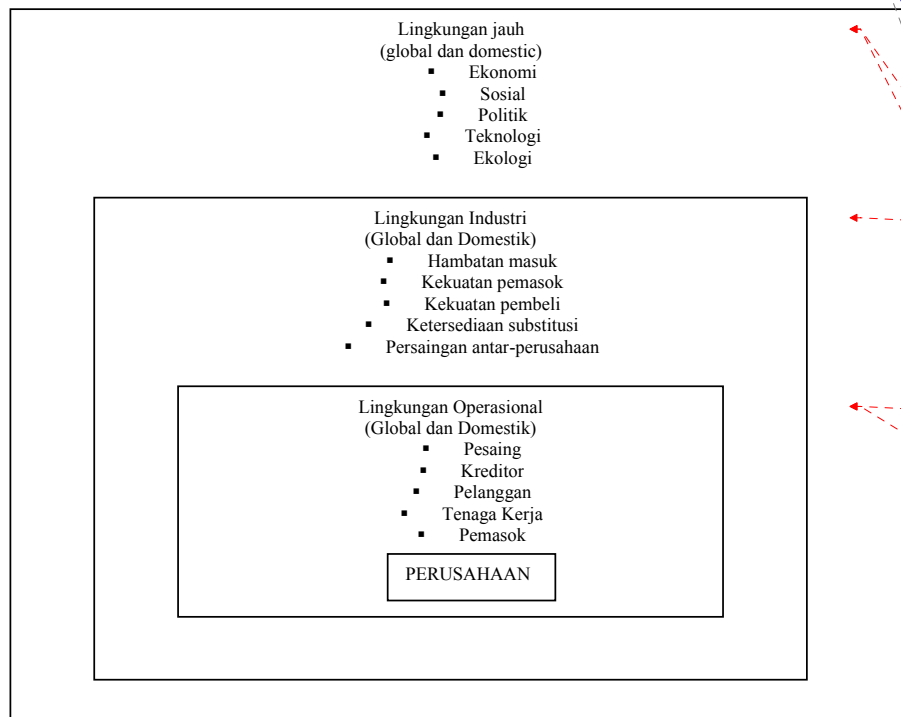 Lingkungan jauh
(global dan domestic)
▪ Ekonomi
▪ Sosial
▪ Politik
▪ Teknologi
▪ Ekologi
Lingkungan Industri
(Global dan Domestik)
▪ Hambatan masuk
▪ Kekuatan pemasok
▪ Kekuatan pembeli
▪ Ketersediaan substitusi
▪ Persaingan antar-perusahaan
Lingkungan Operasional
(Global dan Domestik)
▪ Pesaing
▪ Kreditor
▪ Pelanggan
▪ Tenaga Kerja
▪ Pemasok
PERUSAHAAN